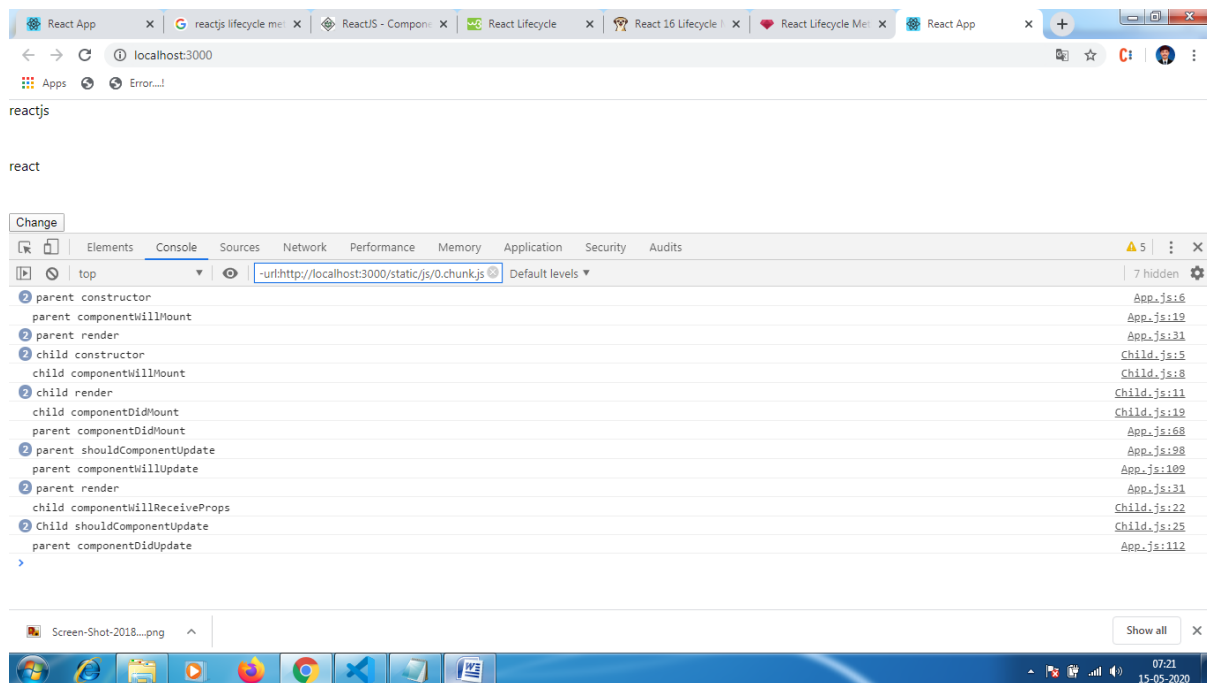 React App
reactjs lifecycle met
ReactJS - Compone
React Lifecycle
React 16 Lifecycle
React Lifecycle Met
React App
localhost:3000
Apps
Error....!
reactjs
react
Change
Elements Console Sources Network Performance Memory Application Security Audits 5
top -url:http://localhost:3000/static/js/0.chunk.js Default levels 7 hidden
2 parent constructor App.js:6
parent componentWillMount App.js:19
2 parent render App.js:31
2 child constructor Child.js:5
child componentWillMount Child.js:8
2 child render Child.js:11
child componentDidMount Child.js:19
parent componentDidMount App.js:68
2 parent shouldComponentUpdate App.js:98
parent componentWillUpdate App.js:109
2 parent render App.js:31
child componentWillReceiveProps Child.js:22
2 Child shouldComponentUpdate Child.js:25
parent componentDidUpdate App.js:112
Screen-Shot-2018....png Show all
07:21
15-05-2020